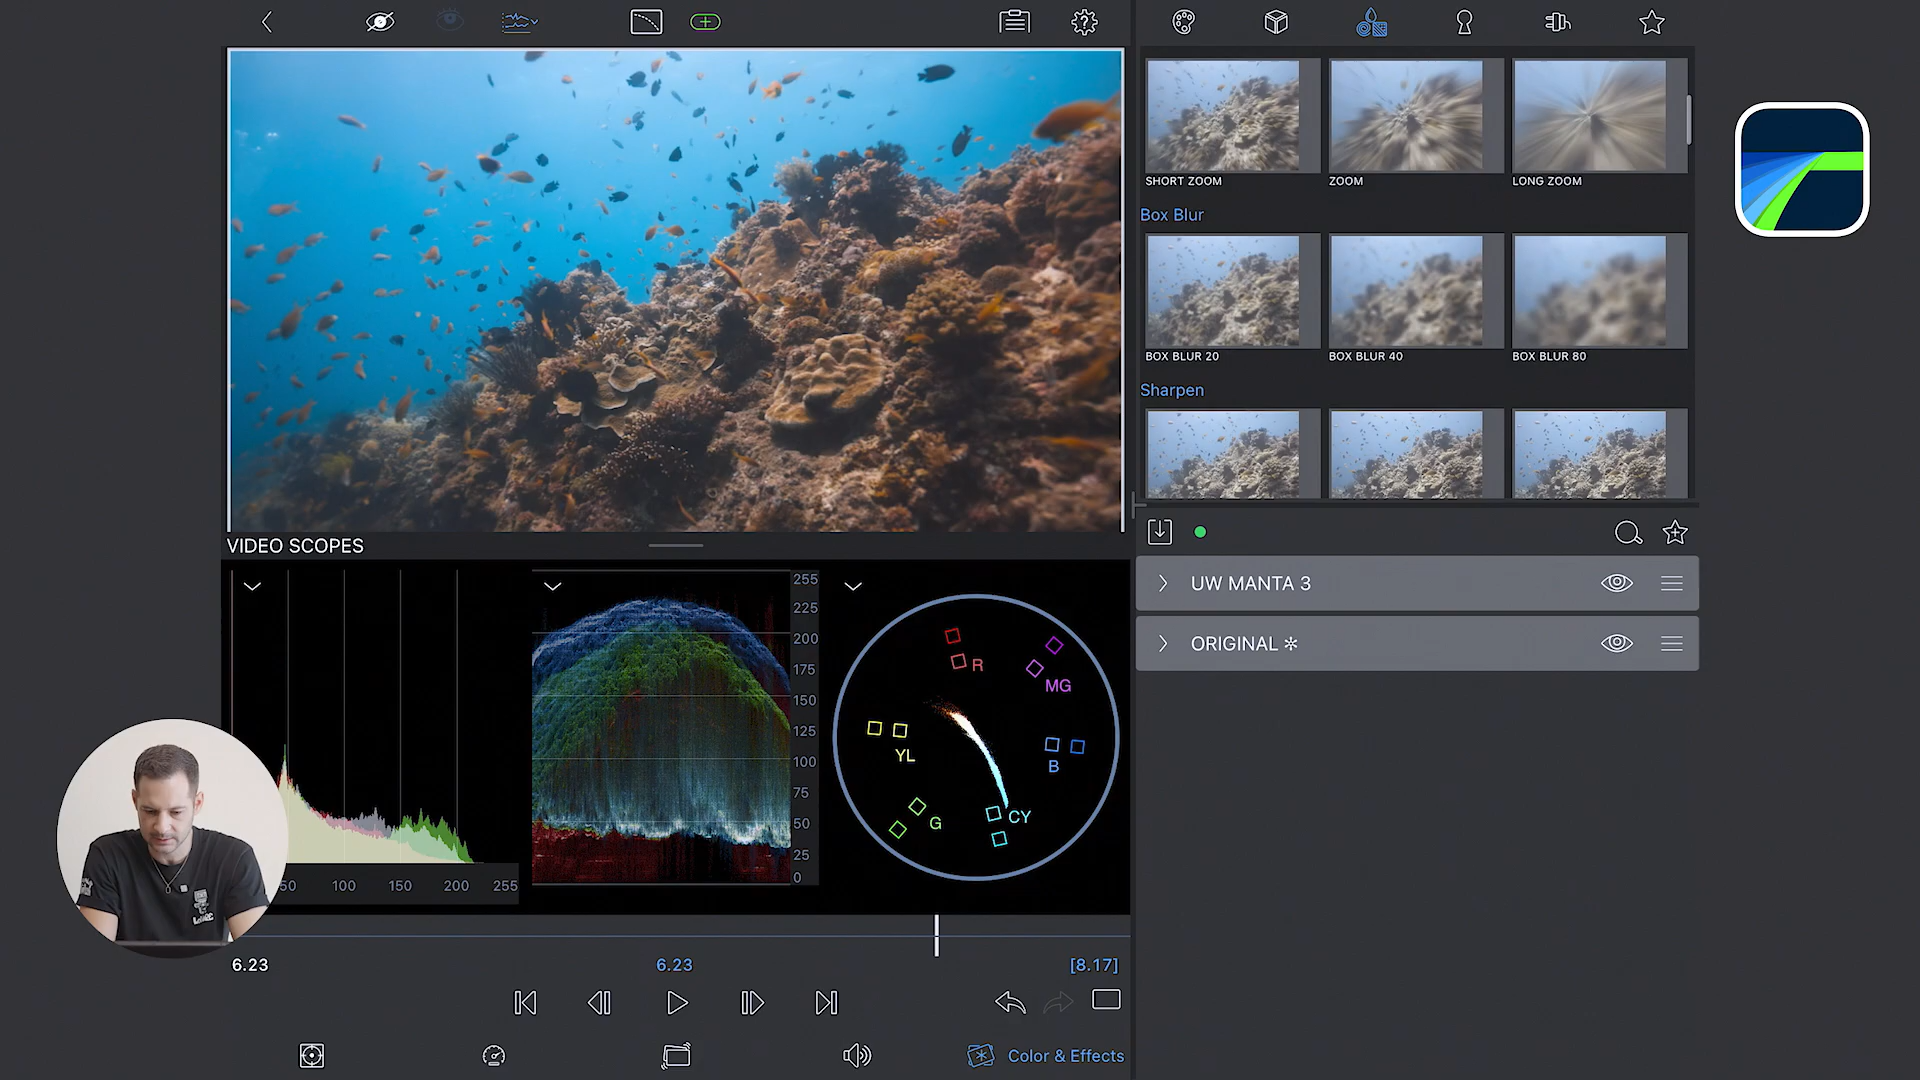 SHORT ZOOM
ZOOM
LONG ZOOM
Box Blur
BOX BLUR 20
BOX BLUR 40
BOX BLUR 80
Sharpen
VIDEO SCOPES
UW MANTA 3
ORIGINAL ✻
50
100
150
200
255
255
225
200
175
150
125
100
75
50
25
0
R
MG
YL
B
G
CY
6.23
6.23
[8.17]
Color & Effects